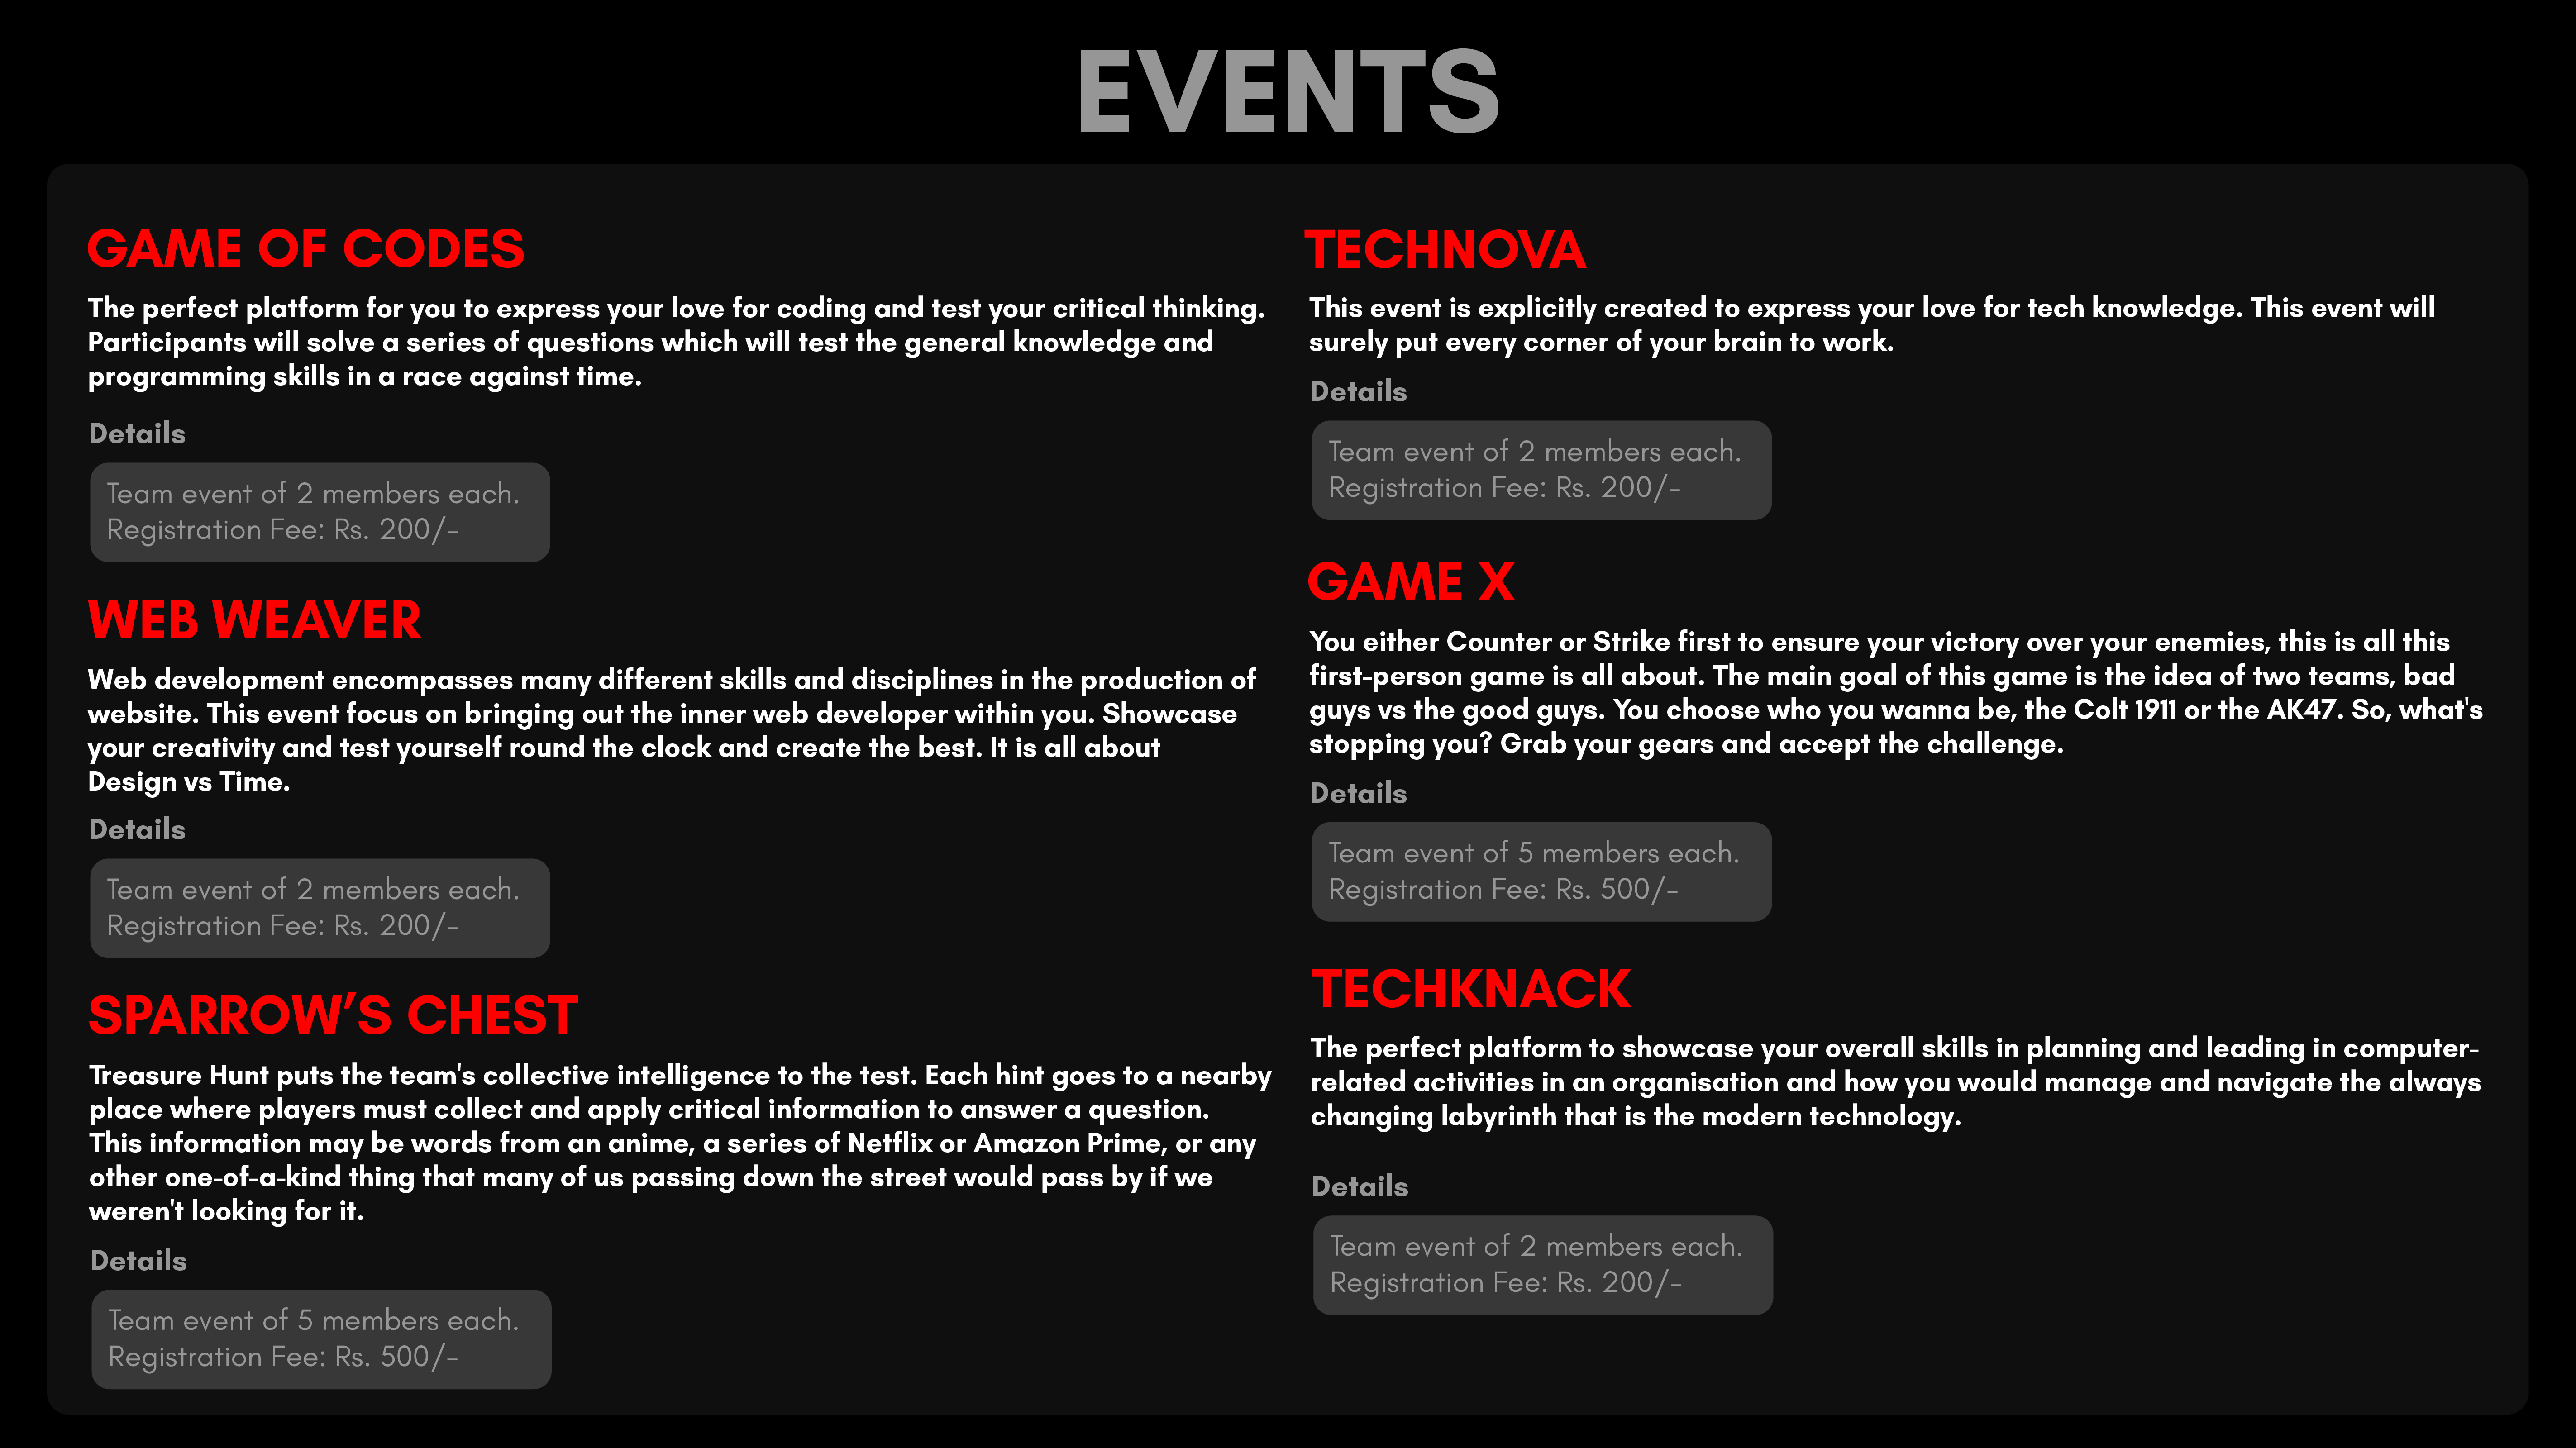 EVENTS
GAME OF CODES
The perfect platform for you to express your love for coding and test your critical thinking.
Participants will solve a series of questions which will test the general knowledge and
programming skills in a race against time.
Details
Team event of 2 members each.
Registration Fee: Rs. 200/-
WEB WEAVER
Web development encompasses many different skills and disciplines in the production of
website. This event focus on bringing out the inner web developer within you. Showcase
your creativity and test yourself round the clock and create the best. It is all about
Design vs Time.
Details
Team event of 2 members each.
Registration Fee: Rs. 200/-
SPARROW’S CHEST
Treasure Hunt puts the team's collective intelligence to the test. Each hint goes to a nearby
place where players must collect and apply critical information to answer a question.
This information may be words from an anime, a series of Netflix or Amazon Prime, or any
other one-of-a-kind thing that many of us passing down the street would pass by if we
weren't looking for it.
Details
Team event of 5 members each.
Registration Fee: Rs. 500/-
TECHNOVA
This event is explicitly created to express your love for tech knowledge. This event will
surely put every corner of your brain to work.
Details
Team event of 2 members each.
Registration Fee: Rs. 200/-
GAME X
You either Counter or Strike first to ensure your victory over your enemies, this is all this
first-person game is all about. The main goal of this game is the idea of two teams, bad
guys vs the good guys. You choose who you wanna be, the Colt 1911 or the AK47. So, what's
stopping you? Grab your gears and accept the challenge.
Details
Team event of 5 members each.
Registration Fee: Rs. 500/-
TECHKNACK
The perfect platform to showcase your overall skills in planning and leading in computer-
related activities in an organisation and how you would manage and navigate the always
changing labyrinth that is the modern technology.
Details
Team event of 2 members each.
Registration Fee: Rs. 200/-